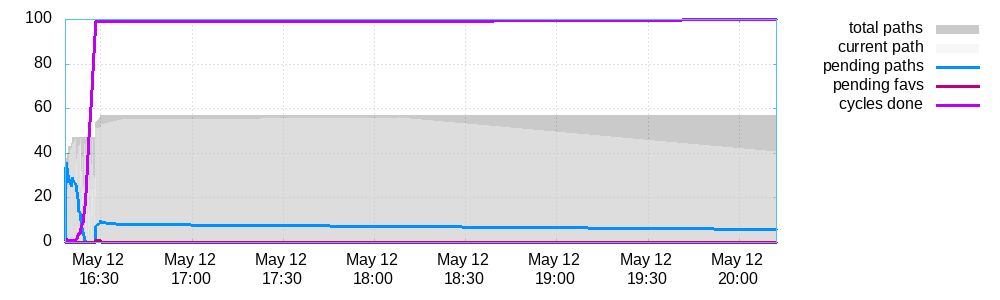 100
80
60
40
20
0
May 12 May 12 May 12 May 12 May 12 May 12 May 12 May 12
16:30 17:00 17:30 18:00 18:30 19:00 19:30 20:00
total paths
current path
pending paths
pending favs
cycles done